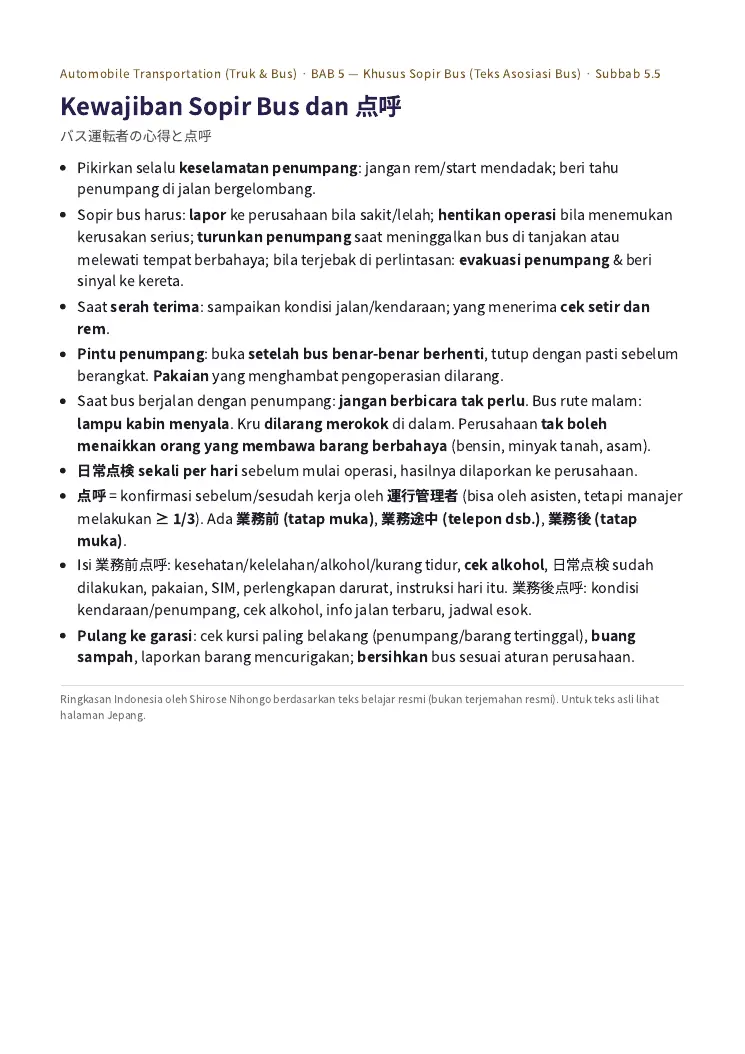 Automobile Transportation (Truk & Bus) · BAB 5 — Khusus Sopir Bus (Teks Asosiasi Bus) · Subbab 5.5
Kewajiban Sopir Bus dan 点呼
バス運転者の心得と点呼
• Pikirkan selalu keselamatan penumpang: jangan rem/start mendadak; beri tahu
penumpang di jalan bergelombang.
• Sopir bus harus: lapor ke perusahaan bila sakit/lelah; hentikan operasi bila menemukan
kerusakan serius; turunkan penumpang saat meninggalkan bus di tanjakan atau
melewati tempat berbahaya; bila terjebak di perlintasan: evakuasi penumpang & beri
sinyal ke kereta.
• Saat serah terima: sampaikan kondisi jalan/kendaraan; yang menerima cek setir dan
rem.
• Pintu penumpang: buka setelah bus benar-benar berhenti, tutup dengan pasti sebelum
berangkat. Pakaian yang menghambat pengoperasian dilarang.
• Saat bus berjalan dengan penumpang: jangan berbicara tak perlu. Bus rute malam:
lampu kabin menyala. Kru dilarang merokok di dalam. Perusahaan tak boleh
menaikkan orang yang membawa barang berbahaya (bensin, minyak tanah, asam).
• 日常点検 sekali per hari sebelum mulai operasi, hasilnya dilaporkan ke perusahaan.
• 点呼 = konfirmasi sebelum/sesudah kerja oleh 運行管理者 (bisa oleh asisten, tetapi manajer
melakukan ≥ 1/3). Ada 業務前 (tatap muka), 業務途中 (telepon dsb.), 業務後 (tatap
muka).
• Isi 業務前点呼: kesehatan/kelelahan/alkohol/kurang tidur, cek alkohol, 日常点検 sudah
dilakukan, pakaian, SIM, perlengkapan darurat, instruksi hari itu. 業務後点呼: kondisi
kendaraan/penumpang, cek alkohol, info jalan terbaru, jadwal esok.
• Pulang ke garasi: cek kursi paling belakang (penumpang/barang tertinggal), buang
sampah, laporkan barang mencurigakan; bersihkan bus sesuai aturan perusahaan.
Ringkasan Indonesia oleh Shirose Nihongo berdasarkan teks belajar resmi (bukan terjemahan resmi). Untuk teks asli lihat
halaman Jepang.